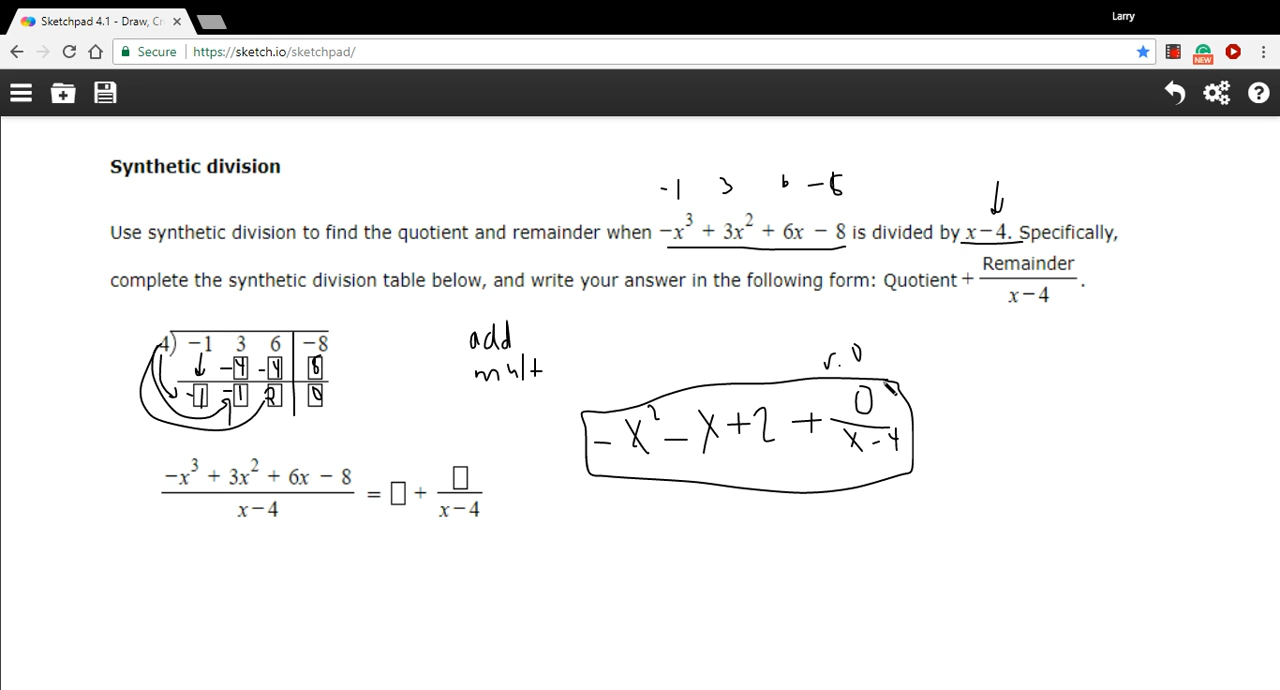 Sketchpad 4.1 - Draw, Cr
Larry
Secure https://sketch.io/sketchpad/
NEW
Synthetic division
-1 3 6 -8
Use synthetic division to find the quotient and remainder when −x³ + 3x² + 6x − 8 is divided by x−4. Specifically,
complete the synthetic division table below, and write your answer in the following form: Quotient + Remainder/x−4 .
4) −1 3 6 −8
-4 -4 8
-1 -1 2 0
add
mult
r. 0
-x² - x + 2 + 0/x-4
−x³ + 3x² + 6x − 8/x−4 = □ + □/x−4